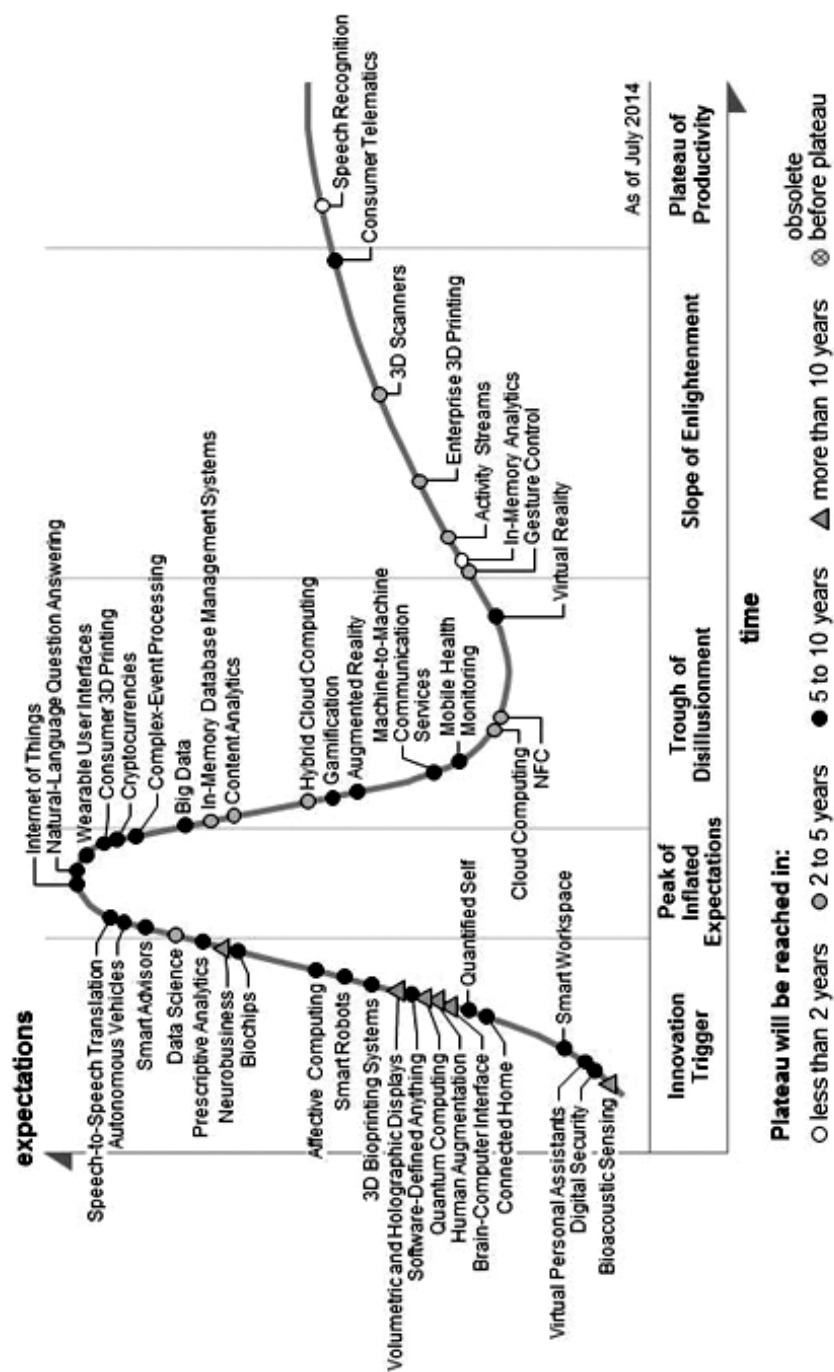 expectations
Internet of Things
Natural-Language Question Answering
Wearable User Interfaces
Consumer 3D Printing
Cryptocurrencies
Complex-Event Processing
Big Data
In-Memory Database Management Systems
Content Analytics
Hybrid Cloud Computing
Gamification
Augmented Reality
Machine-to-Machine
Communication
Services
Mobile Health
Monitoring
Speech-to-Speech Translation
Autonomous Vehicles
Smart Advisors
Data Science
Prescriptive Analytics
Neurobusiness
Biochips
Affective Computing
Smart Robots
3D Bioprinting Systems
Volumetric and Holographic Displays
Software-Defined Anything
Quantum Computing
Human Augmentation
Brain-Computer Interface
Connected Home
Quantified Self
Smart Workspace
Virtual Personal Assistants
Digital Security
Bioacoustic Sensing
Cloud Computing
NFC
Virtual Reality
Gesture Control
In-Memory Analytics
Activity Streams
Enterprise 3D Printing
3D Scanners
Consumer Telematics
Speech Recognition
As of July 2014
Innovation
Trigger
Peak of
Inflated
Expectations
Trough of
Disillusionment
Slope of Enlightenment
Plateau of
Productivity
time
Plateau will be reached in:
less than 2 years
2 to 5 years
5 to 10 years
more than 10 years
obsolete
before plateau